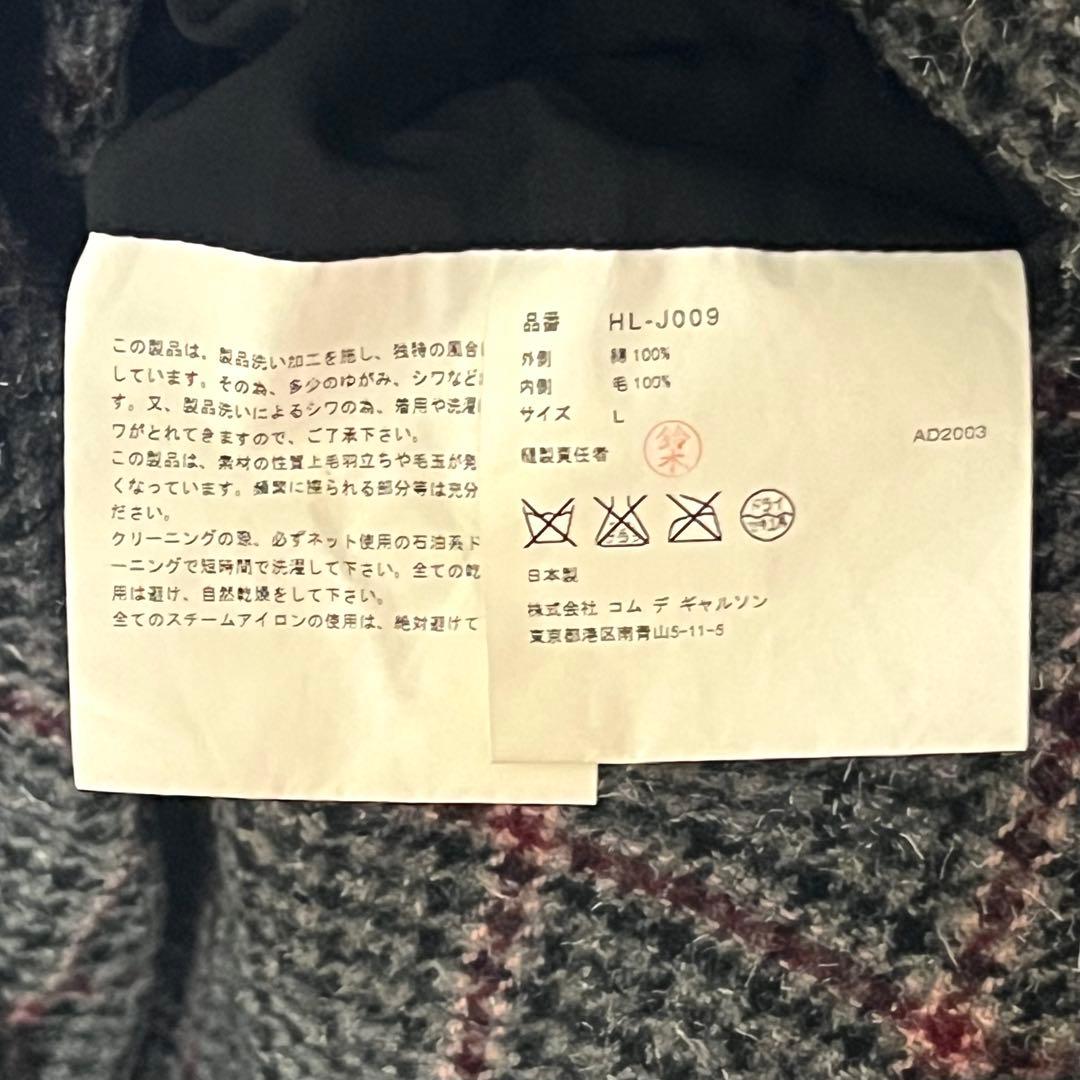 この製品は、製品洗い加工を施し、独特の風合
しています。その為、多少のゆがみ、シワなど
す。又、製品洗いによるシワの為、着用や洗濯
ワがとれてきますので、ご了承下さい。
この製品は、素材の性質上毛羽立ちや毛玉が発
くなっています。頻繁に擦られる部分等は充分
ださい。
クリーニングの際、必ずネット使用の石油系ド
ーニングで短時間で洗濯して下さい。全ての乾
用は避け、自然乾燥をして下さい。
全てのスチームアイロンの使用は、絶対避けて
品番 HL-J009
外側 綿 100%
内側 毛 100%
サイズ L
AD2003
縫製責任者 鈴木
ドライ
日本製
株式会社 コム デ ギャルソン
東京都港区南青山5-11-5